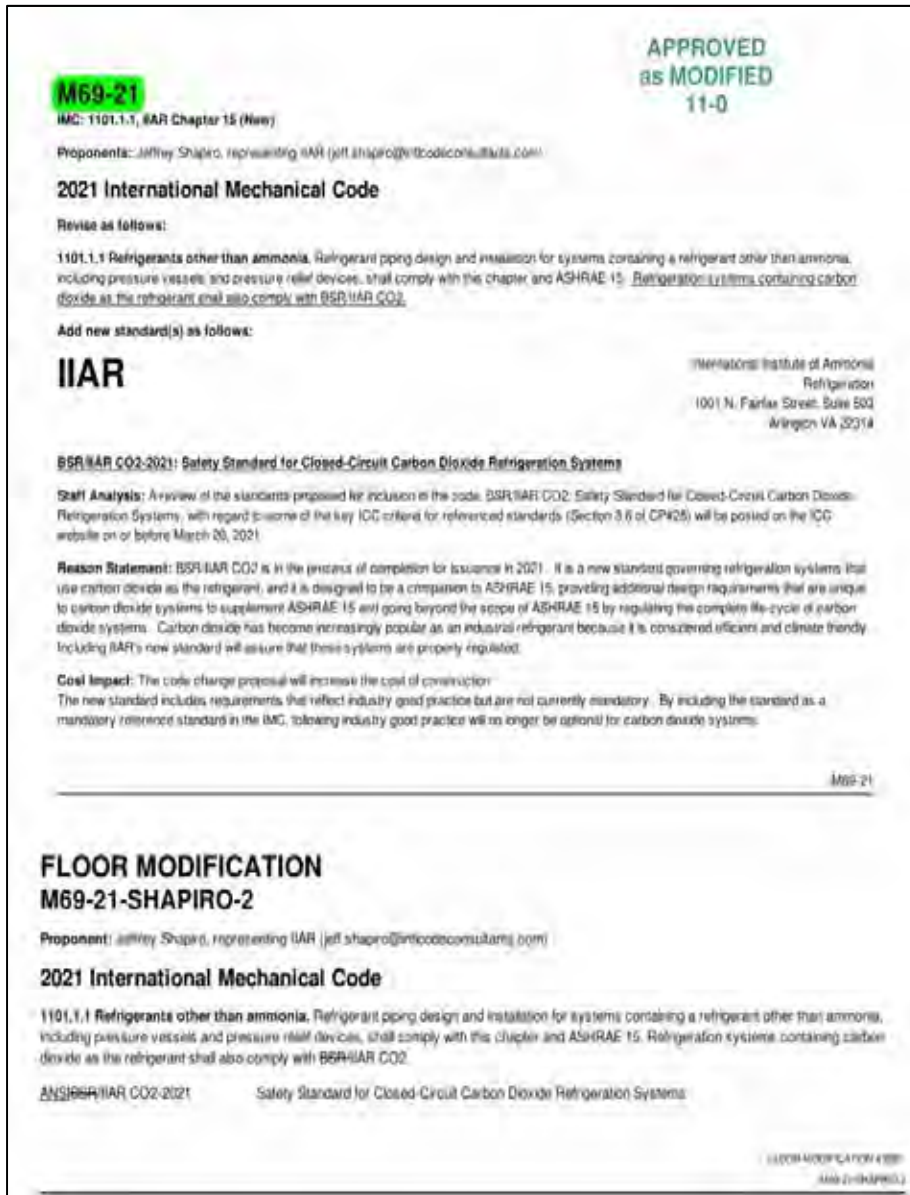 APPROVED
as MODIFIED
11-0
M69-21
IMC: 1101.1.1, IIAR Chapter 15 (New)
Proponents: Jeffrey Shapiro, representing IIAR (jeff.shapiro@intlcodeconsultants.com)
2021 International Mechanical Code
Revise as follows:
1101.1.1 Refrigerants other than ammonia. Refrigerant piping design and installation for systems containing a refrigerant other than ammonia,
including pressure vessels and pressure relief devices, shall comply with this chapter and ASHRAE 15. Refrigeration systems containing carbon
dioxide as the refrigerant shall also comply with BSR/IIAR CO2.
Add new standard(s) as follows:
IIAR
International Institute of Ammonia
Refrigeration
1001 N. Fairfax Street, Suite 503
Arlington VA 22314
BSR/IIAR CO2-2021: Safety Standard for Closed-Circuit Carbon Dioxide Refrigeration Systems
Staff Analysis: A review of the standards proposed for inclusion in the code, BSR/IIAR CO2: Safety Standard for Closed-Circuit Carbon Dioxide
Refrigeration Systems, with regard to some of the key ICC criteria for referenced standards (Section 3.6 of CP#28) will be posted on the ICC
website on or before March 20, 2021.
Reason Statement: BSR/IIAR CO2 is in the process of completion for issuance in 2021. It is a new standard governing refrigeration systems that
use carbon dioxide as the refrigerant, and it is designed to be a companion to ASHRAE 15, providing additional design requirements that are unique
to carbon dioxide systems to supplement ASHRAE 15 and going beyond the scope of ASHRAE 15 by regulating the complete life-cycle of carbon
dioxide systems. Carbon dioxide has become increasingly popular as an industrial refrigerant because it is considered efficient and climate friendly.
Including IIAR's new standard will assure that these systems are properly regulated.
Cost Impact: The code change proposal will increase the cost of construction
The new standard includes requirements that reflect industry good practice but are not currently mandatory. By including the standard as a
mandatory reference standard in the IMC, following industry good practice will no longer be optional for carbon dioxide systems.
M69-21
FLOOR MODIFICATION
M69-21-SHAPIRO-2
Proponent: Jeffrey Shapiro, representing IIAR (jeff.shapiro@intlcodeconsultants.com)
2021 International Mechanical Code
1101.1.1 Refrigerants other than ammonia. Refrigerant piping design and installation for systems containing a refrigerant other than ammonia,
including pressure vessels and pressure relief devices, shall comply with this chapter and ASHRAE 15. Refrigeration systems containing carbon
dioxide as the refrigerant shall also comply with BSR/IIAR CO2.
ANSIBSR/IIAR CO2-2021 Safety Standard for Closed-Circuit Carbon Dioxide Refrigeration Systems
FLOOR MODIFICATION
M69-21-SHAPIRO-2